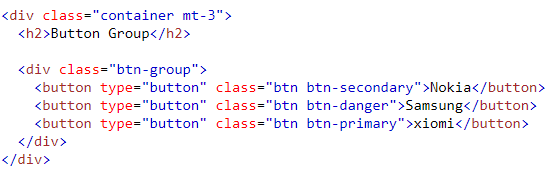 <div class="container mt-3">
<h2>Button Group</h2>
<div class="btn-group">
<button type="button" class="btn btn-secondary">Nokia</button>
<button type="button" class="btn btn-danger">Samsung</button>
<button type="button" class="btn btn-primary">xiomi</button>
</div>
</div>